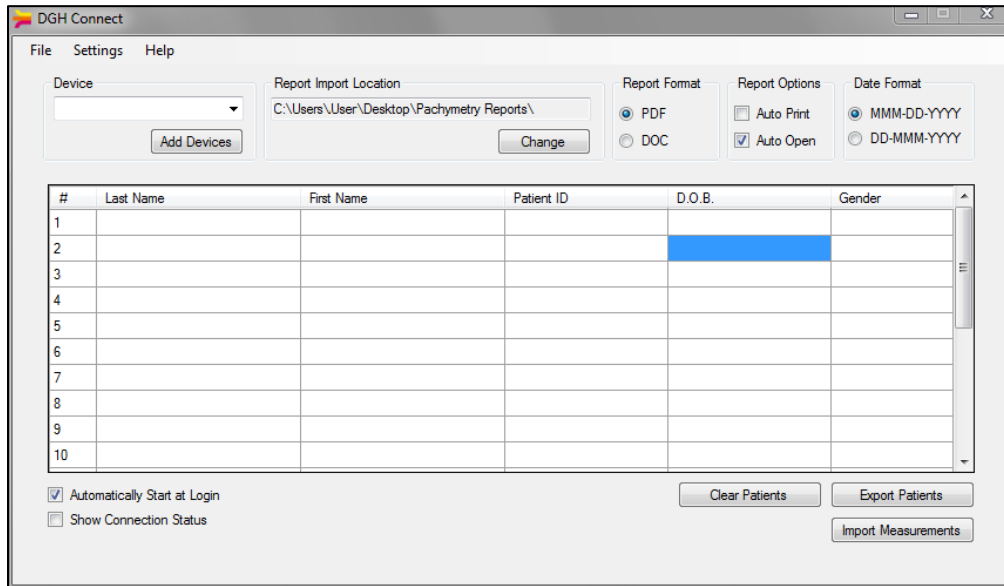 DGH Connect
File Settings Help
Device Report Import Location Report Format Report Options Date Format
C:\Users\User\Desktop\Pachymetry Reports\ PDF Auto Print MMM-DD-YYYY
Add Devices Change DOC Auto Open DD-MMM-YYYY
# Last Name First Name Patient ID D.O.B. Gender
1
2
3
4
5
6
7
8
9
10
Automatically Start at Login Clear Patients Export Patients
Show Connection Status
Import Measurements